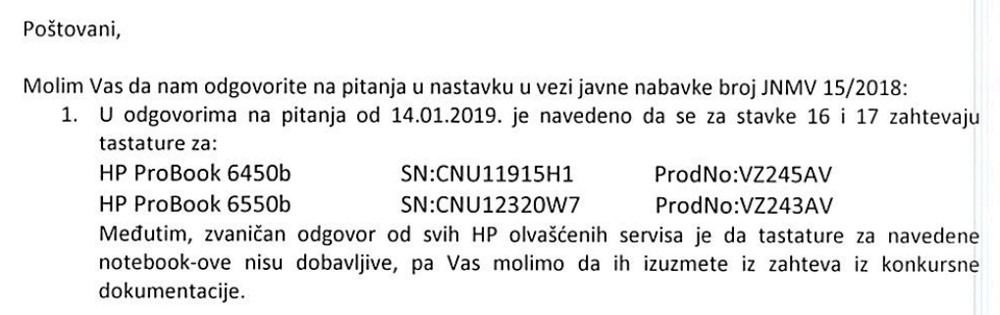 Poštovani,
Molim Vas da nam odgovorite na pitanja u nastavku u vezi javne nabavke broj JNMV 15/2018:
1. U odgovorima na pitanja od 14.01.2019. je navedeno da se za stavke 16 i 17 zahtevaju
tastature za:
HP ProBook 6450b SN:CNU11915H1 ProdNo:VZ245AV
HP ProBook 6550b SN:CNU12320W7 ProdNo:VZ243AV
Međutim, zvaničan odgovor od svih HP olvašćenih servisa je da tastature za navedene
notebook-ove nisu dobavljive, pa Vas molimo da ih izuzmete iz zahteva iz konkursne
dokumentacije.